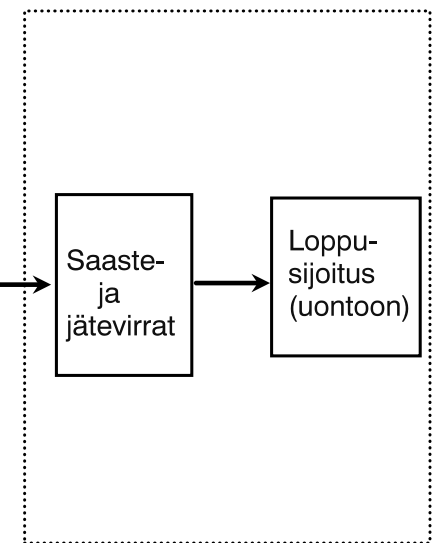 Saaste-
ja
jätevirrat
Loppu-
sijoitus
(uontoon)